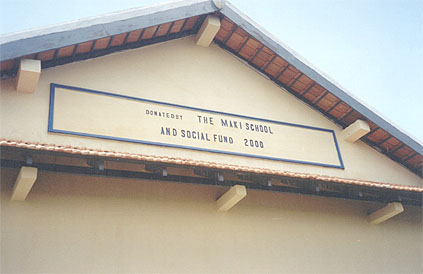 DONATED BY THE MAKI SCHOOL
AND SOCIAL FUND 2000